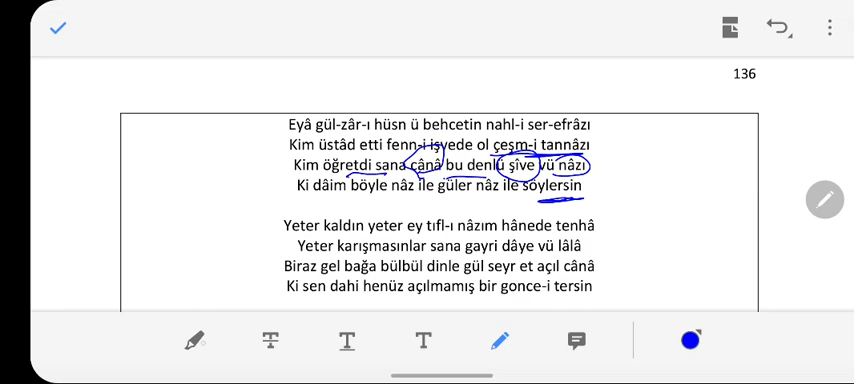 136
Eyâ gül-zâr-ı hüsn ü behcetin nahl-i ser-efrâzı
Kim üstâd etti fenn-i işvede ol çeşm-i tannâzı
Kim öğretdi sana cânâ bu denlü şîve vü nâzı
Ki dâim böyle nâz ile güler nâz ile söylersin
Yeter kaldın yeter ey tıfl-ı nâzım hânede tenhâ
Yeter karışmasınlar sana gayri dâye vü lâlâ
Biraz gel bağa bülbül dinle gül seyr et açıl cânâ
Ki sen dahi henüz açılmamış bir gonce-i tersin
T
T
T